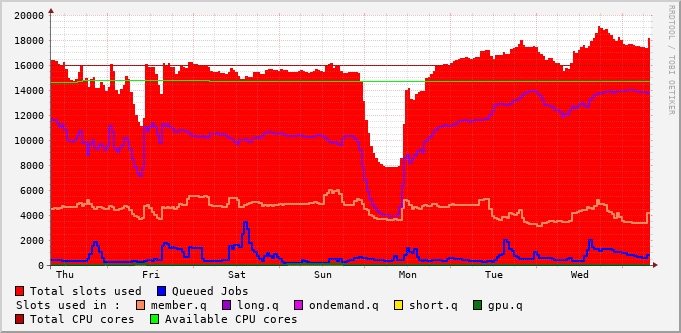 20000
18000
16000
14000
12000
10000
8000
6000
4000
2000
0
Thu Fri Sat Sun Mon Tue Wed
RRDTOOL / TOBI OETIKER
Total slots used Queued Jobs
Slots used in : member.q long.q ondemand.q short.q gpu.q
Total CPU cores Available CPU cores